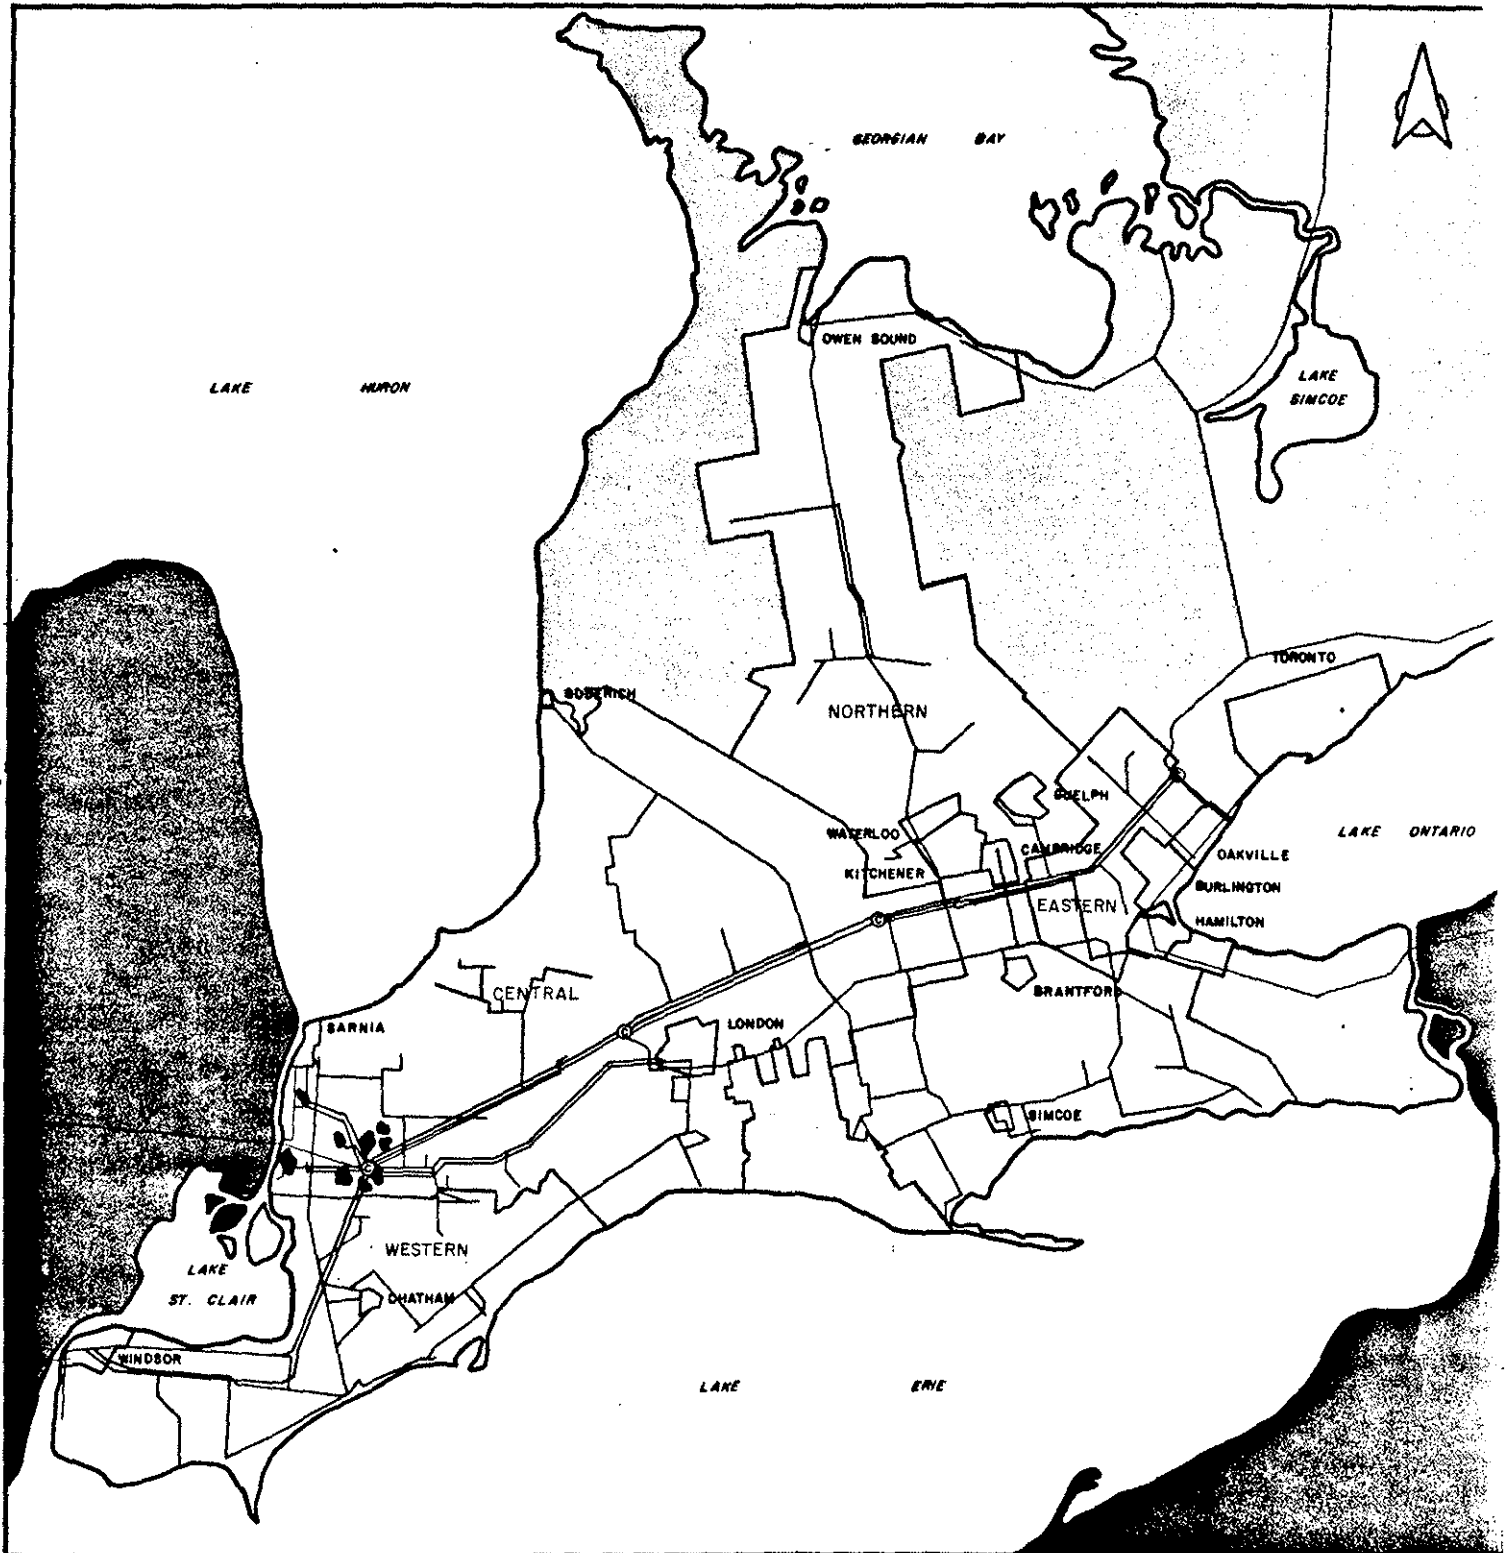 GEORGIAN BAY
OWEN SOUND
LAKE HURON
LAKE
SIMCOE
TORONTO
GODERICH
NORTHERN
GUELPH
WATERLOO
LAKE ONTARIO
CAMBRIDGE
OAKVILLE
KITCHENER
BURLINGTON
EASTERN
HAMILTON
CENTRAL
BRANTFORD
SARNIA
LONDON
SIMCOE
WESTERN
LAKE
ST. CLAIR
CHATHAM
WINDSOR
LAKE ERIE
C
C
C